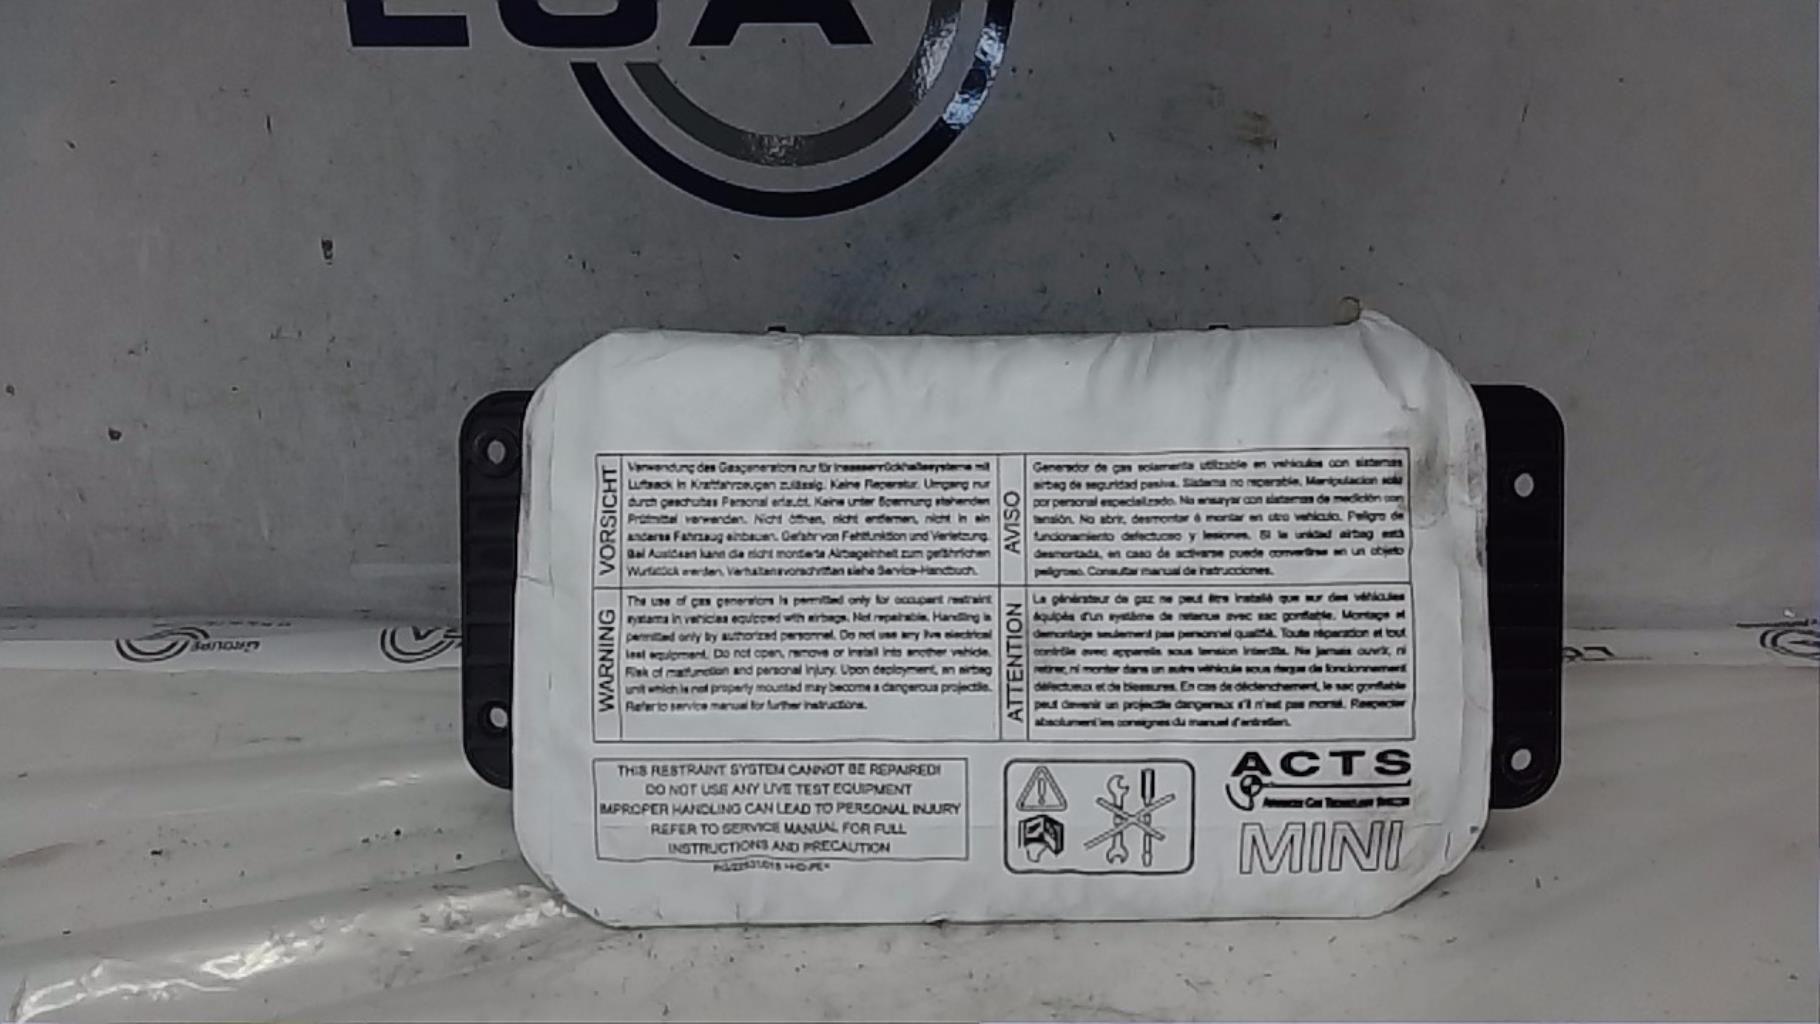 VORSICHT
Verwendung des Gasgenerators nur für Insassenrückhaltesysteme mit
Luftsack in Kraftfahrzeugen zulässig. Keine Reparatur. Umgang nur
durch geschultes Personal erlaubt. Keine unter Spannung stehenden
Prüfmittel verwenden. Nicht öffnen, nicht entfernen, nicht in ein
anderes Fahrzeug einbauen. Gefahr von Fehlfunktion und Verletzung.
Bei Auslösen kann die nicht montierte Airbageinheit zum gefährlichen
Wurfstück werden. Verhaltensvorschriften siehe Service-Handbuch.
AVISO
Generador de gas solamente utilizable en vehículos con sistemas
airbag de seguridad pasiva. Sistema no reperable. Manipulacion solo
por personal especializado. No ensayar con sistemas de medición con
tensión. No abrir, desmontar ó montar en otro vehículo. Peligro de
funcionamiento defectuoso y lesiones. Si la unidad airbag está
desmontada, en caso de activarse puede convertirse en un objeto
peligroso. Consultar manual de instrucciones.
WARNING
The use of gas generators is permitted only for occupant restraint
systems in vehicles equipped with airbags. Not repairable. Handling is
permitted only by authorized personnel. Do not use any live electrical
test equipment. Do not open, remove or install into another vehicle.
Risk of malfunction and personal injury. Upon deployment, an airbag
unit which is not properly mounted may become a dangerous projectile.
Refer to service manual for further instructions.
ATTENTION
Le générateur de gaz ne peut être installé que sur des véhicules
équipés d'un système de retenue avec sac gonflable. Montage et
démontage seulement pas personnel qualifié. Toute réparation et tout
contrôle avec appareils sous tension interdits. Ne jamais ouvrir, ni
retirer, ni monter dans un autre véhicule sous risque de fonctionnement
défectueux et de blessures. En cas de déclenchement, le sac gonflable
peut devenir un projectile dangereux s'il n'est pas monté. Respecter
absolument les consignes du manuel d'entretien.
THIS RESTRAINT SYSTEM CANNOT BE REPAIRED!
DO NOT USE ANY LIVE TEST EQUIPMENT
IMPROPER HANDLING CAN LEAD TO PERSONAL INJURY
REFER TO SERVICE MANUAL FOR FULL
INSTRUCTIONS AND PRECAUTION
ACTS
MINI
GROUPE